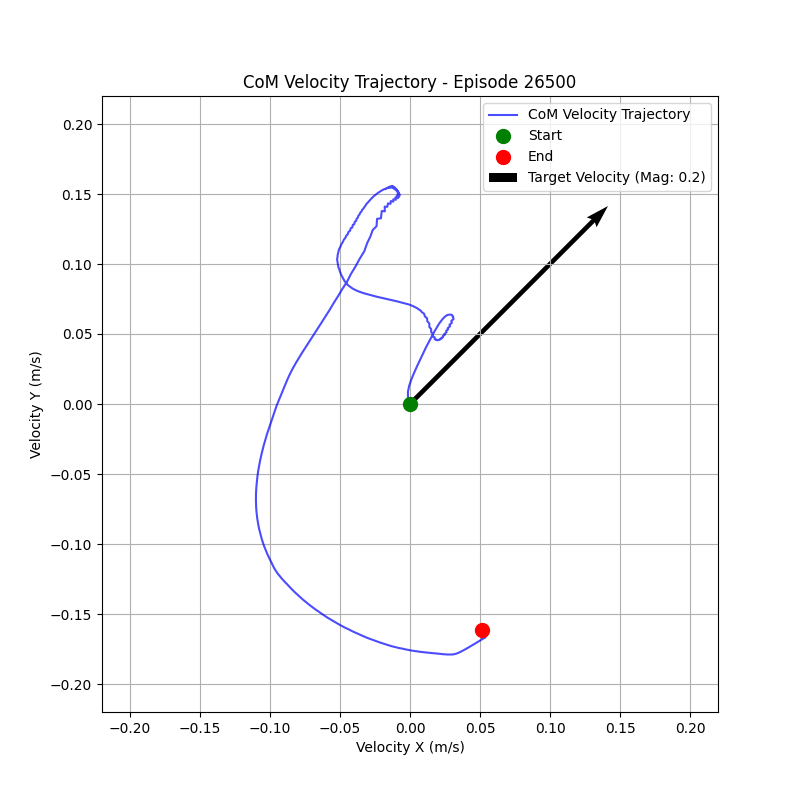 CoM Velocity Trajectory - Episode 26500
CoM Velocity Trajectory
Start
End
Target Velocity (Mag: 0.2)
Velocity Y (m/s)
0.20
0.15
0.10
0.05
0.00
−0.05
−0.10
−0.15
−0.20
−0.20 −0.15 −0.10 −0.05 0.00 0.05 0.10 0.15 0.20
Velocity X (m/s)